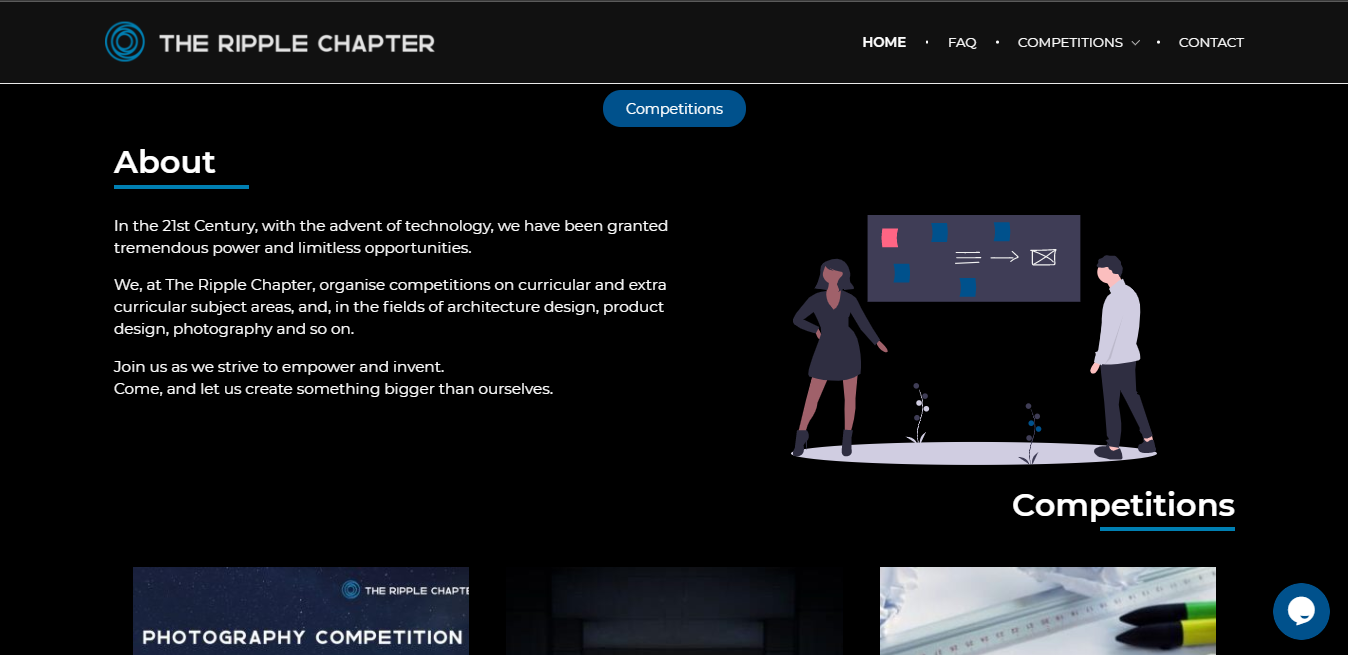 THE RIPPLE CHAPTER
HOME
FAQ
COMPETITIONS
CONTACT
Competitions
About
In the 21st Century, with the advent of technology, we have been granted
tremendous power and limitless opportunities.
We, at The Ripple Chapter, organise competitions on curricular and extra
curricular subject areas, and, in the fields of architecture design, product
design, photography and so on.
Join us as we strive to empower and invent.
Come, and let us create something bigger than ourselves.
Competitions
THE RIPPLE CHAPTE
PHOTOGRAPHY COMPETITION